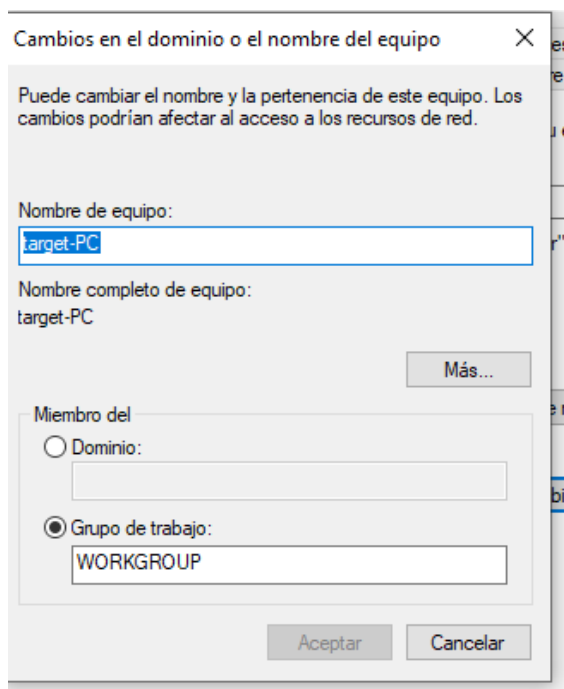 Cambios en el dominio o el nombre del equipo
Puede cambiar el nombre y la pertenencia de este equipo. Los
cambios podrían afectar al acceso a los recursos de red.
Nombre de equipo:
target-PC
Nombre completo de equipo:
target-PC
Más...
Miembro del
Dominio:
Grupo de trabajo:
WORKGROUP
Aceptar
Cancelar